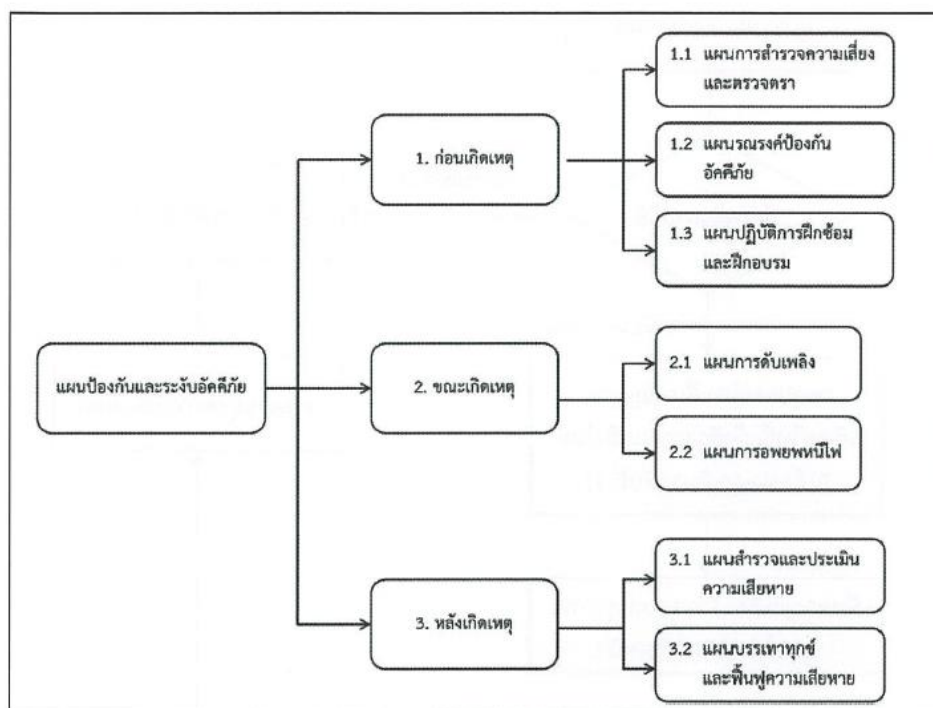 แผนป้องกันและระงับอัคคีภัย
1. ก่อนเกิดเหตุ
1.1 แผนการสำรวจความเสี่ยง
และตรวจตรา
1.2 แผนรณรงค์ป้องกัน
อัคคีภัย
1.3 แผนปฏิบัติการฝึกซ้อม
และฝึกอบรม
2. ขณะเกิดเหตุ
2.1 แผนการดับเพลิง
2.2 แผนการอพยพหนีไฟ
3. หลังเกิดเหตุ
3.1 แผนสำรวจและประเมิน
ความเสียหาย
3.2 แผนบรรเทาทุกข์
และฟื้นฟูความเสียหาย